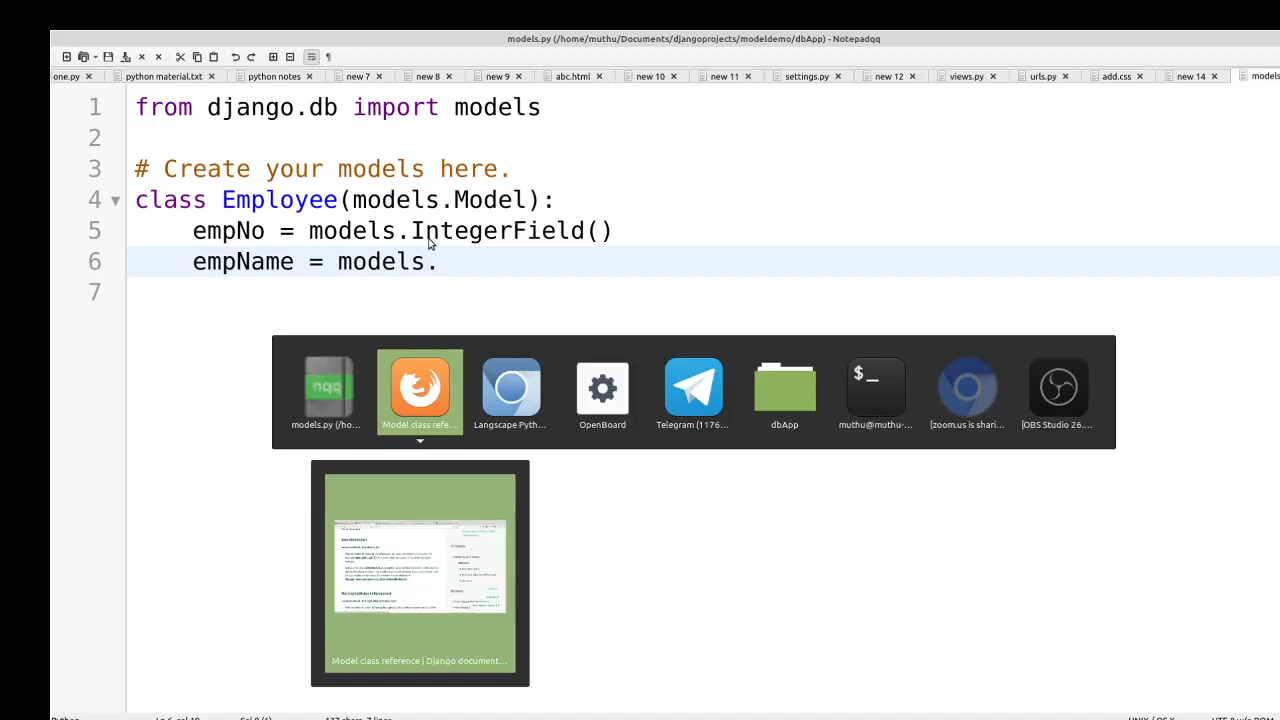 models.py (/home/muthu/Documents/djangoprojects/modeldemo/dbApp) - Notepadqq
one.py python material.txt python notes new 7 new 8 new 9 abc.html new 10 new 11 settings.py new 12 views.py urls.py add.css new 14 models
1 from django.db import models
2
3 # Create your models here.
4 class Employee(models.Model):
5 empNo = models.IntegerField()
6 empName = models.
7
nqq
$_
models.py (/ho... Model class refe... Langscape Pyth... OpenBoard Telegram (1176... dbApp muthu@muthu-... [zoom.us is shari... [OBS Studio 26....
Model class reference | Django document...